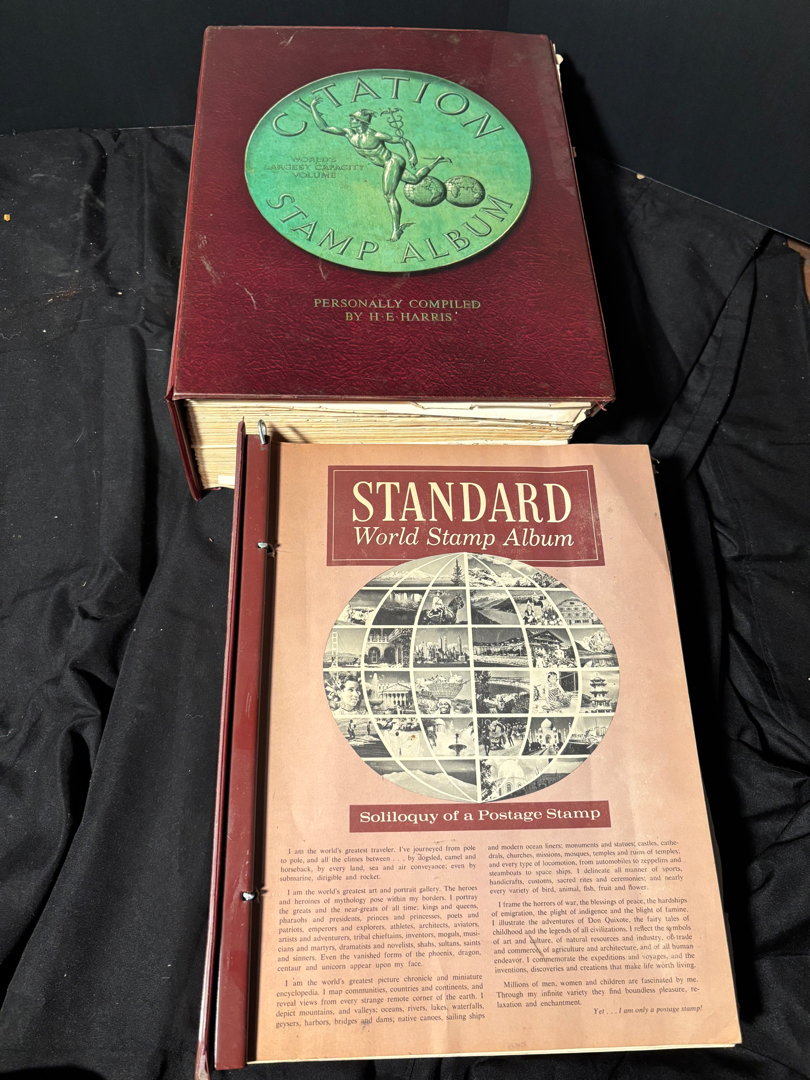 CITATION
WORLD'S
LARGEST CAPACITY
VOLUME
STAMP ALBUM
PERSONALLY COMPILED
BY H·E·HARRIS
STANDARD
World Stamp Album
Soliloquy of a Postage Stamp
I am the world's greatest traveler. I've journeyed from pole
to pole, and all the climes between . . . by dogsled, camel and
horseback, by every land, sea and air conveyance; even by
submarine, dirigible and rocket.
I am the world's greatest art and portrait gallery. The heroes
and heroines of mythology pose within my borders. I portray
the greats and the near-greats of all time; kings and queens,
pharaohs and presidents, princes and princesses, poets and
patriots, emperors and explorers, athletes, architects, aviators,
artists and adventurers, tribal chieftains, inventors, moguls, musi-
cians and martyrs, dramatists and novelists, shahs, sultans, saints
and sinners. Even the vanished forms of the phoenix, dragon,
centaur and unicorn appear upon my face.
I am the world's greatest picture chronicle and miniature
encyclopedia. I map communities, countries and continents, and
reveal views from every strange remote corner of the earth. I
depict mountains, and valleys; oceans, rivers, lakes, waterfalls,
geysers, harbors, bridges and dams; native canoes, sailing ships
and modern ocean liners; monuments and statues; castles, cathe-
drals, churches, missions, mosques, temples and ruins of temples;
and every type of locomotion, from automobiles to zeppelins and
steamboats to space ships. I delineate all manner of sports,
handicrafts, customs, sacred rites and ceremonies; and nearly
every variety of bird, animal, fish, fruit and flower.
I frame the horrors of war, the blessings of peace, the hardships
of emigration, the plight of indigence and the blight of famine.
I illustrate the adventures of Don Quixote, the fairy tales of
childhood and the legends of all civilizations. I reflect the symbols
of art and culture, of natural resources and industry, of trade
and commerce, of agriculture and architecture, and of all human
endeavor. I commemorate the expeditions and voyages, and the
inventions, discoveries and creations that make life worth living.
Millions of men, women and children are fascinated by me.
Through my infinite variety they find boundless pleasure, re-
laxation and enchantment.
Yet . . . I am only a postage stamp!